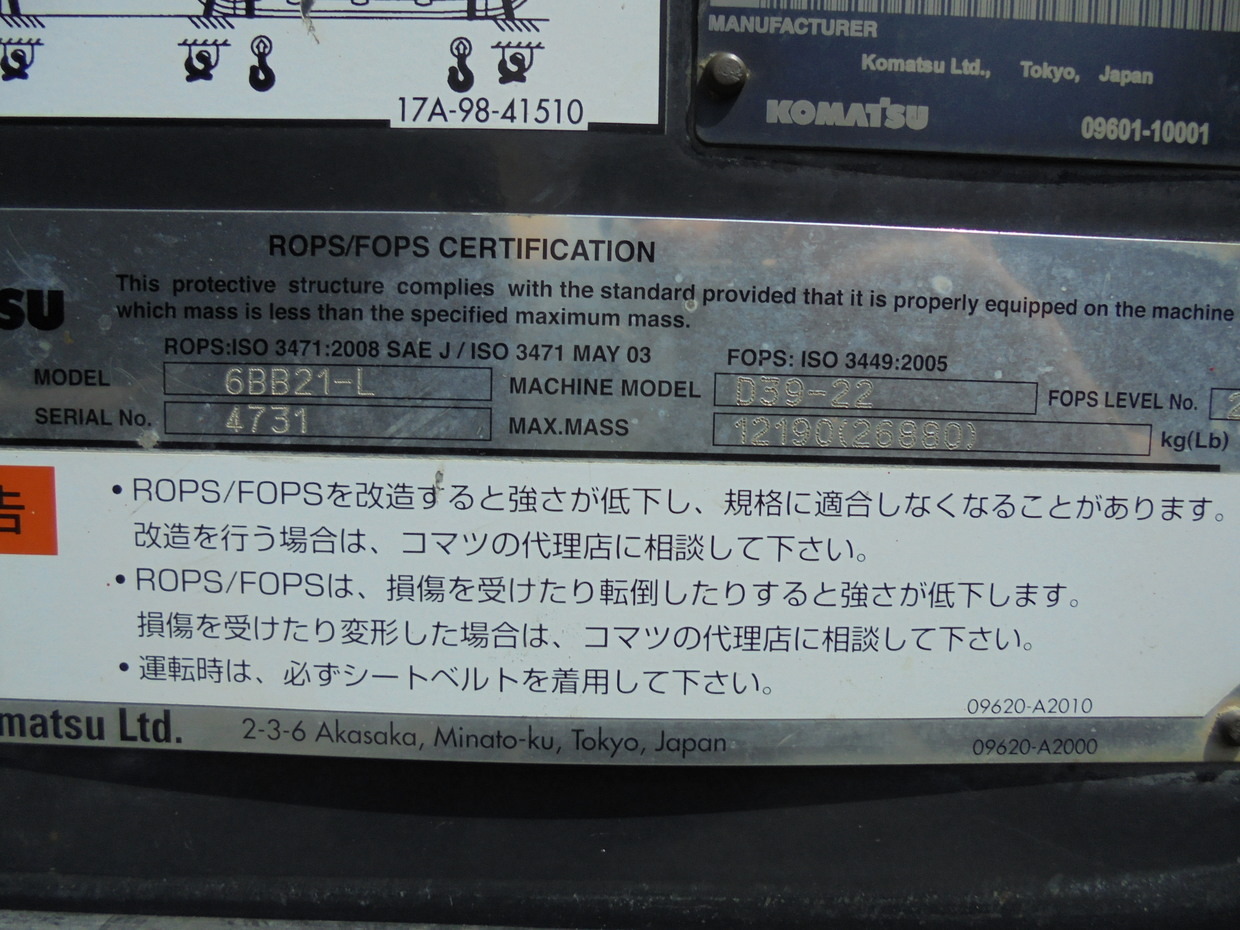 17A-98-41510
MANUFACTURER
Komatsu Ltd., Tokyo, Japan
KOMATSU
09601-10001
ROPS/FOPS CERTIFICATION
This protective structure complies with the standard provided that it is properly equipped on the machine
which mass is less than the specified maximum mass.
SU
ROPS:ISO 3471:2008 SAE J / ISO 3471 MAY 03 FOPS: ISO 3449:2005
MODEL 6BB21-L MACHINE MODEL D39-22 FOPS LEVEL No.
SERIAL No. 4731 MAX.MASS 12190(26880) kg(Lb)
告
•ROPS/FOPSを改造すると強さが低下し、規格に適合しなくなることがあります。
改造を行う場合は、コマツの代理店に相談して下さい。
•ROPS/FOPSは、損傷を受けたり転倒したりすると強さが低下します。
損傷を受けたり変形した場合は、コマツの代理店に相談して下さい。
•運転時は、必ずシートベルトを着用して下さい。
09620-A2010
matsu Ltd. 2-3-6 Akasaka, Minato-ku, Tokyo, Japan 09620-A2000